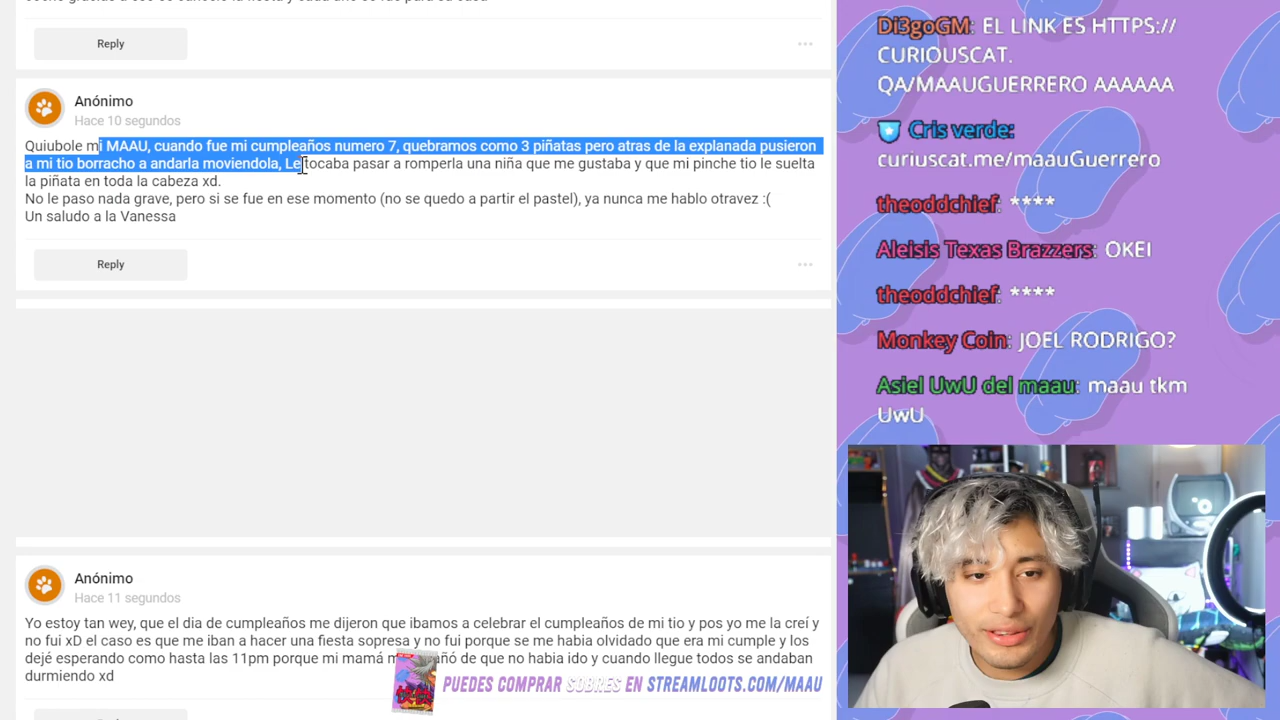 Reply
Anónimo
Hace 10 segundos
Quiubole mi MAAU, cuando fue mi cumpleaños numero 7, quebramos como 3 piñatas pero atras de la explanada pusieron
a mi tio borracho a andarla moviendola, Le tocaba pasar a romperla una niña que me gustaba y que mi pinche tio le suelta
la piñata en toda la cabeza xd.
No le paso nada grave, pero si se fue en ese momento (no se quedo a partir el pastel), ya nunca me hablo otravez :(
Un saludo a la Vanessa
Reply
Anónimo
Hace 11 segundos
Yo estoy tan wey, que el dia de cumpleaños me dijeron que ibamos a celebrar el cumpleaños de mi tio y pos yo me la creí y
no fui xD el caso es que me iban a hacer una fiesta sopresa y no fui porque se me habia olvidado que era mi cumple y los
dejé esperando como hasta las 11pm porque mi mamá m ñó de que no habia ido y cuando llegue todos se andaban
durmiendo xd
PUEDES COMPRAR SOBRES EN STREAMLOOTS.COM/MAAU
Di3goGM: EL LINK ES HTTPS://
CURIOUSCAT.
QA/MAAUGUERRERO AAAAAA
Cris verde:
curiuscat.me/maauGuerrero
theoddchief: ****
Aleisis Texas Brazzers: OKEI
theoddchief: ****
Monkey Coin: JOEL RODRIGO?
Asiel UwU del maau: maau tkm
UwU